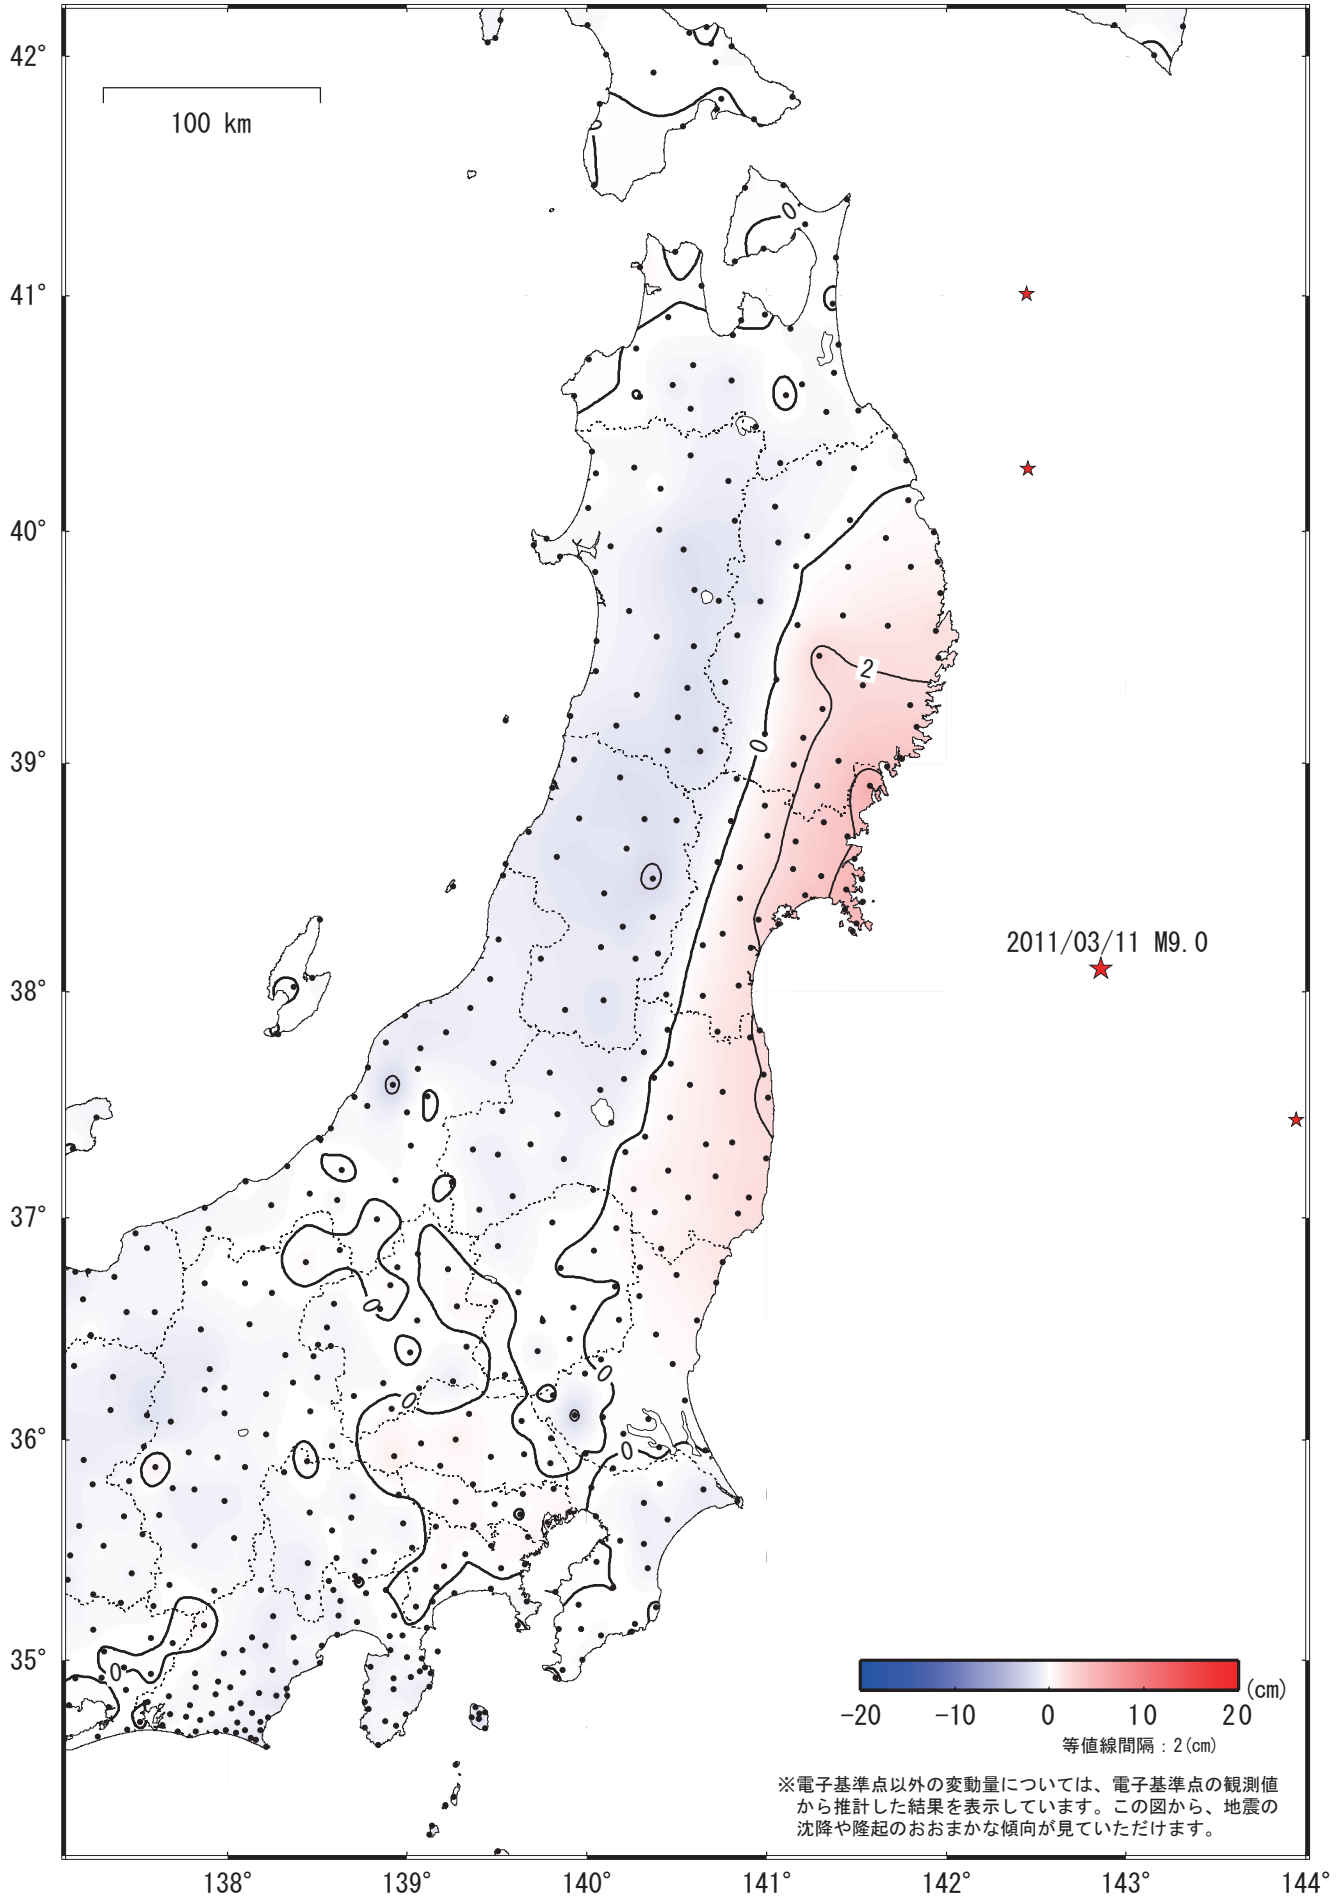 42°
100 km
0
0
41°
40°
2
0
39°
2011/03/11 M9.0
38°
37°
0
0
0
36°
0
35°
0
(cm)
-20 -10 0 10 20
等値線間隔：2(cm)
※電子基準点以外の変動量については、電子基準点の観測値
から推計した結果を表示しています。この図から、地震の
沈降や隆起のおおまかな傾向が見ていただけます。
138° 139° 140° 141° 142° 143° 144°